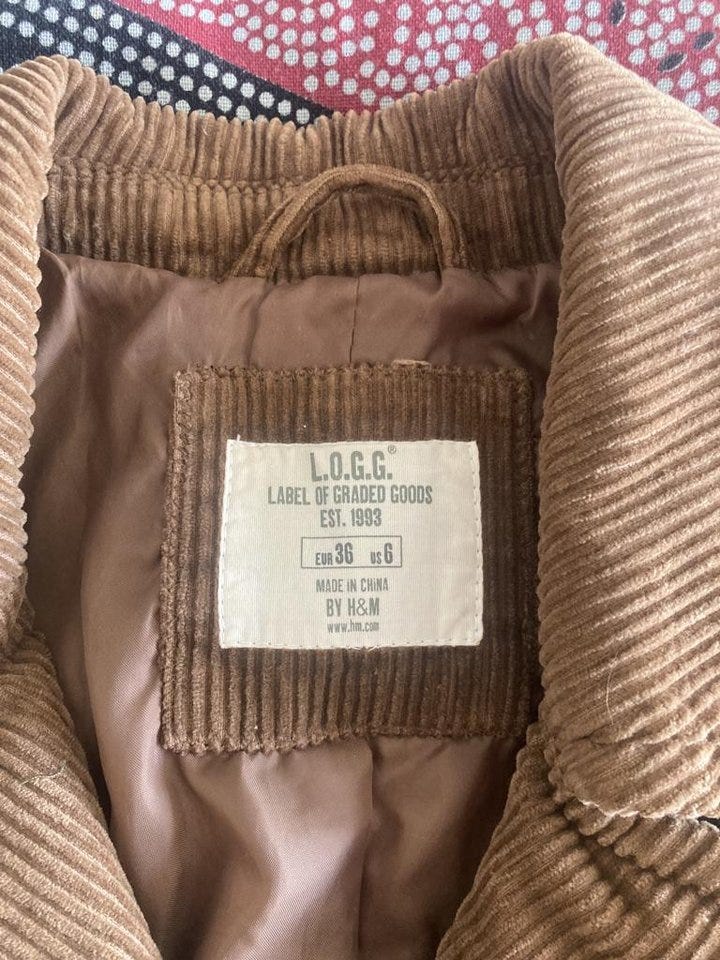 L.O.G.G.®
LABEL OF GRADED GOODS
EST. 1993
EUR 36 US 6
MADE IN CHINA
BY H&M
www.hm.com